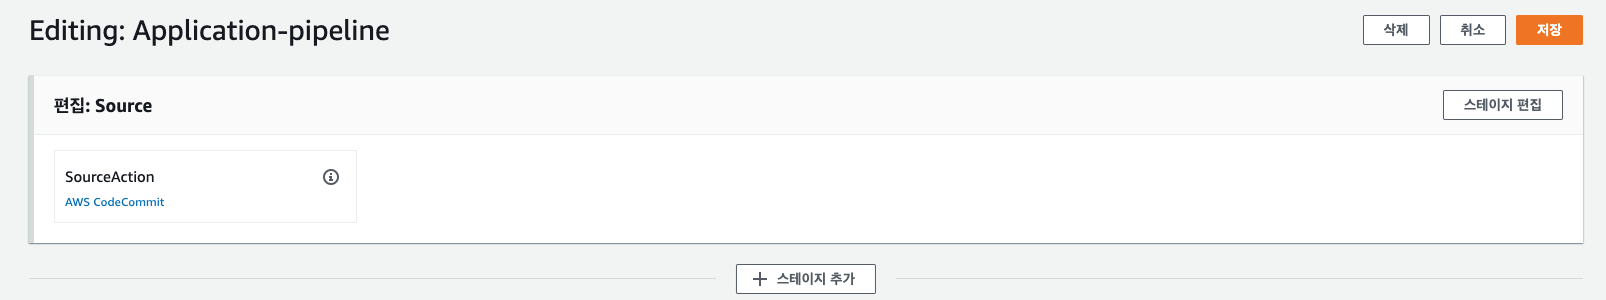 Editing: Application-pipeline
삭제
취소
저장
편집: Source
스테이지 편집
SourceAction
AWS CodeCommit
스테이지 추가